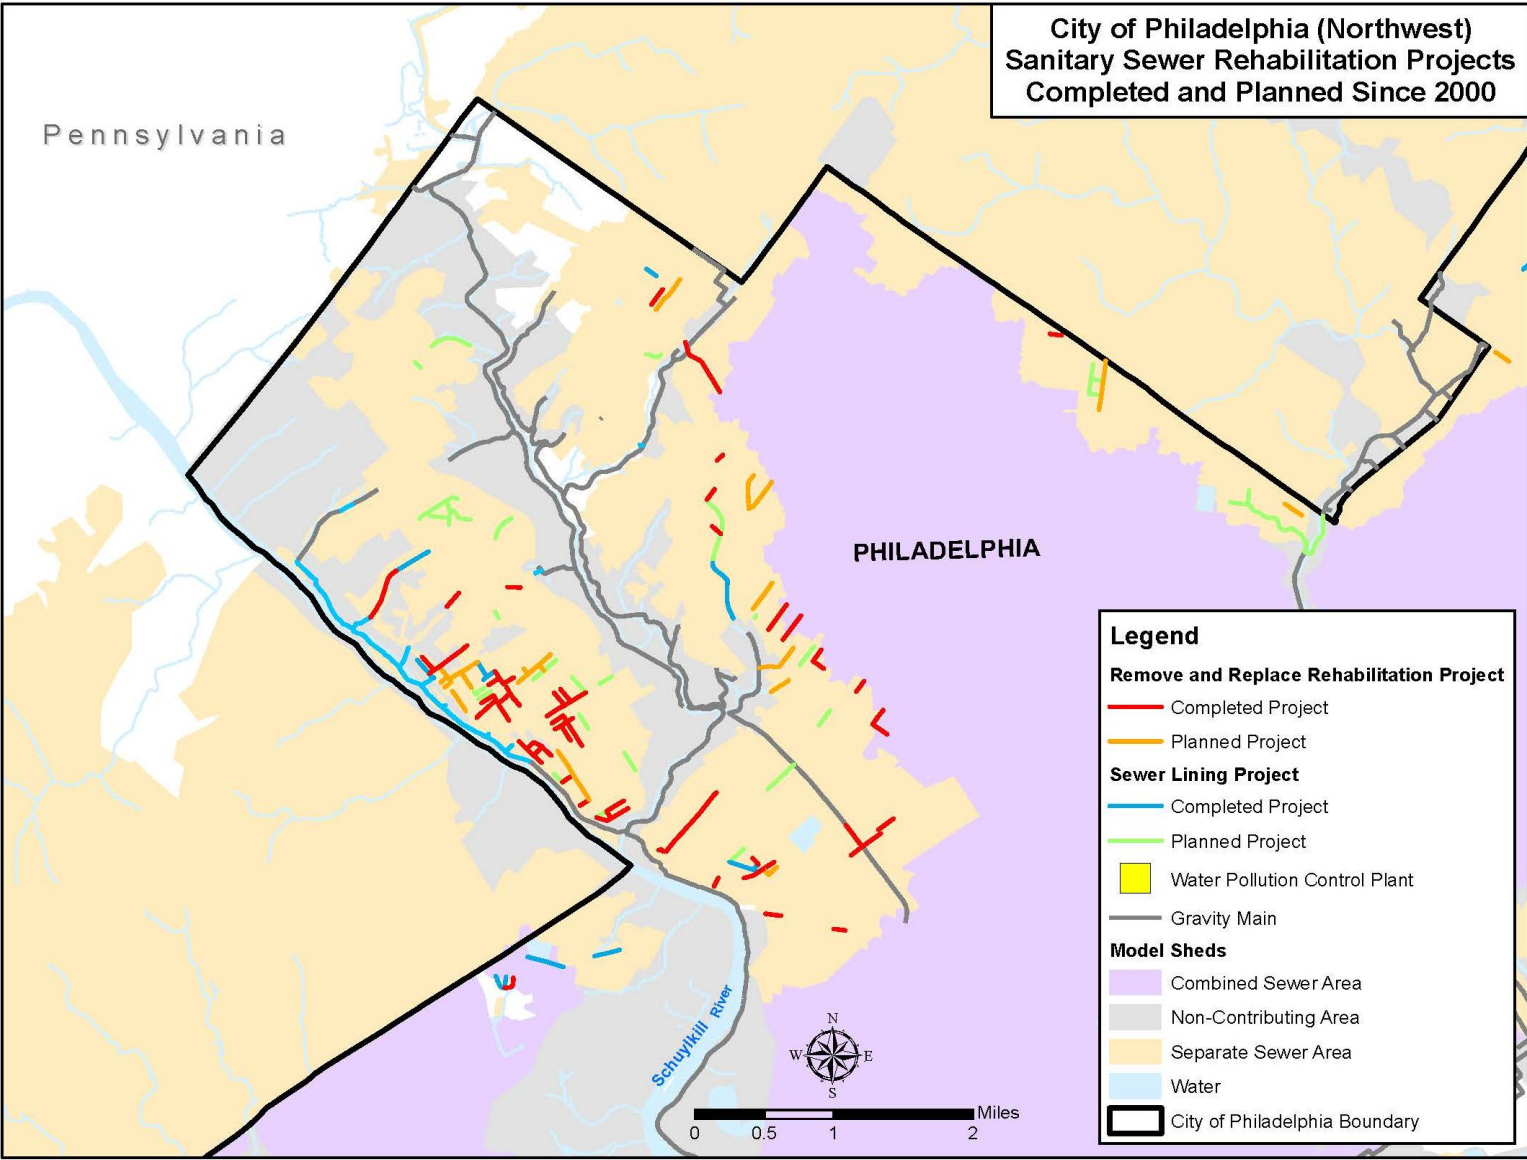 City of Philadelphia (Northwest)
Sanitary Sewer Rehabilitation Projects
Completed and Planned Since 2000
Pennsylvania
PHILADELPHIA
Schuylkill River
N
W E
S
Miles
0 0.5 1 2
Legend
Remove and Replace Rehabilitation Project
Completed Project
Planned Project
Sewer Lining Project
Completed Project
Planned Project
Water Pollution Control Plant
Gravity Main
Model Sheds
Combined Sewer Area
Non-Contributing Area
Separate Sewer Area
Water
City of Philadelphia Boundary